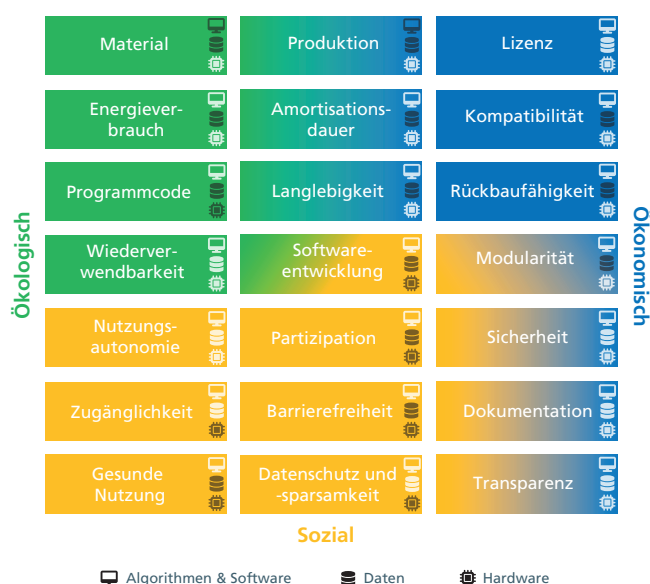 Material
Produktion
Lizenz
Energiever-
brauch
Amortisations-
dauer
Kompatibilität
Programmcode
Langlebigkeit
Rückbaufähigkeit
Wiederver-
wendbarkeit
Software-
entwicklung
Modularität
Nutzungs-
autonomie
Partizipation
Sicherheit
Zugänglichkeit
Barrierefreiheit
Dokumentation
Gesunde
Nutzung
Datenschutz und
-sparsamkeit
Transparenz
Ökologisch
Ökonomisch
Sozial
Algorithmen & Software
Daten
Hardware